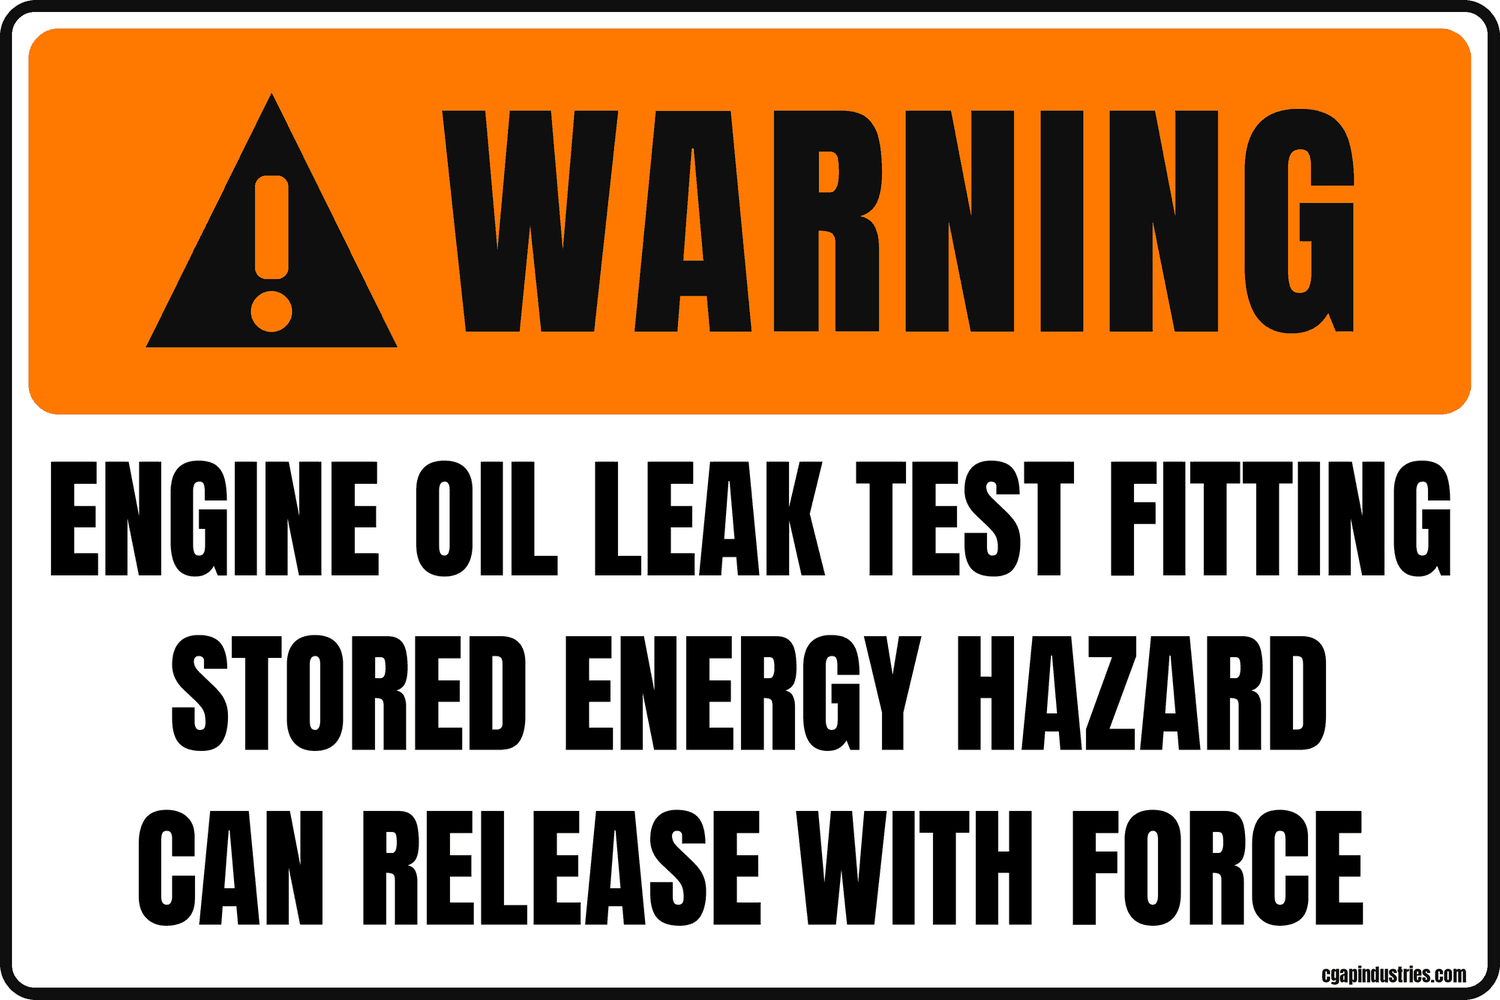 WARNING
ENGINE OIL LEAK TEST FITTING
STORED ENERGY HAZARD
CAN RELEASE WITH FORCE
cgapindustries.com